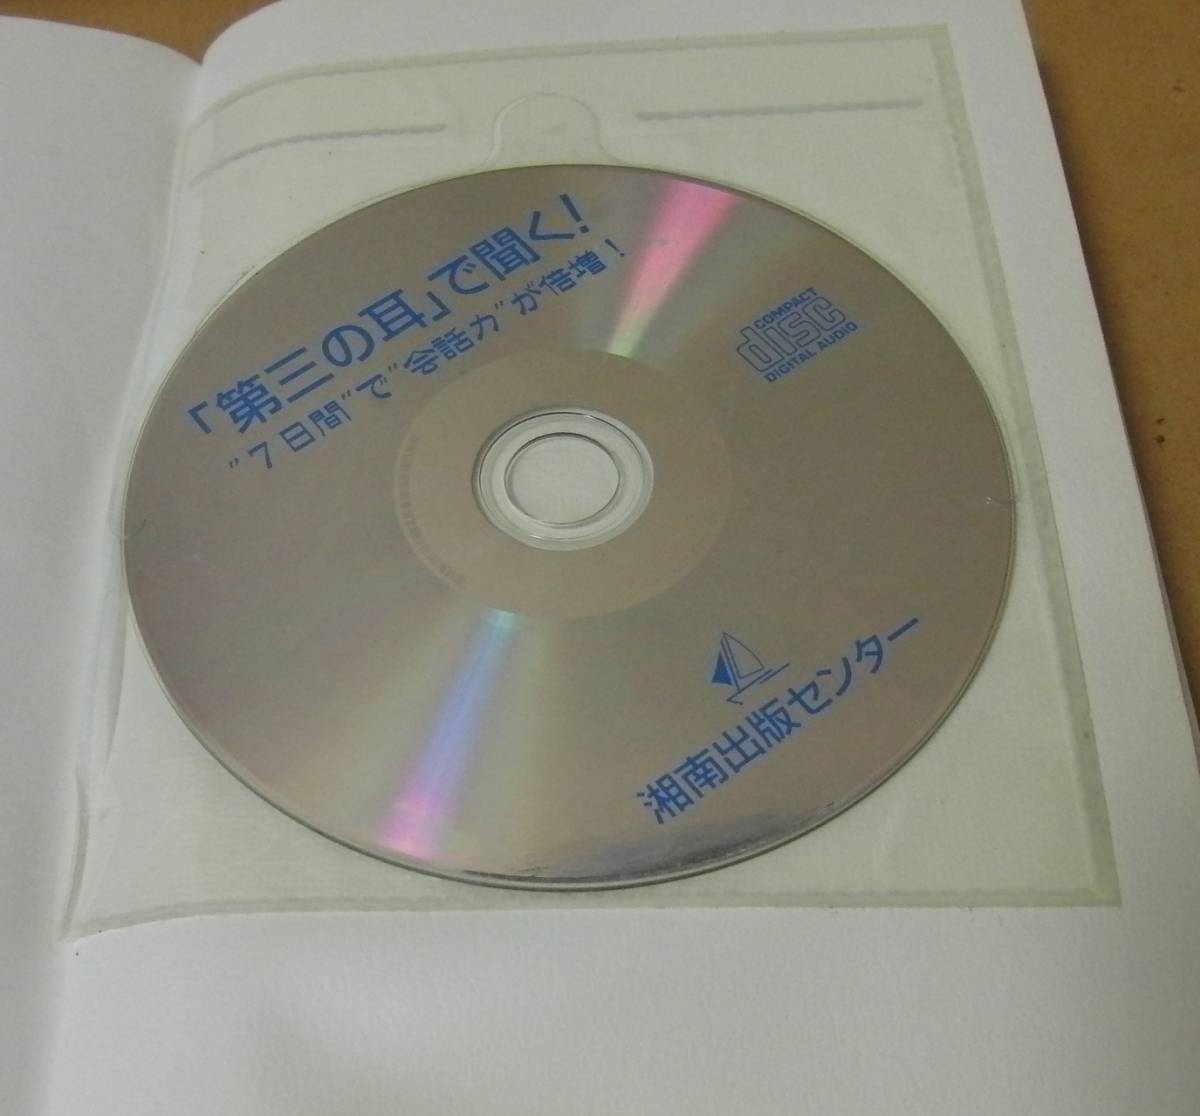 「第三の耳」で聞く!
"7日間"で"会話力"が倍増!
COMPACT
disc
DIGITAL AUDIO
湘南出版センター